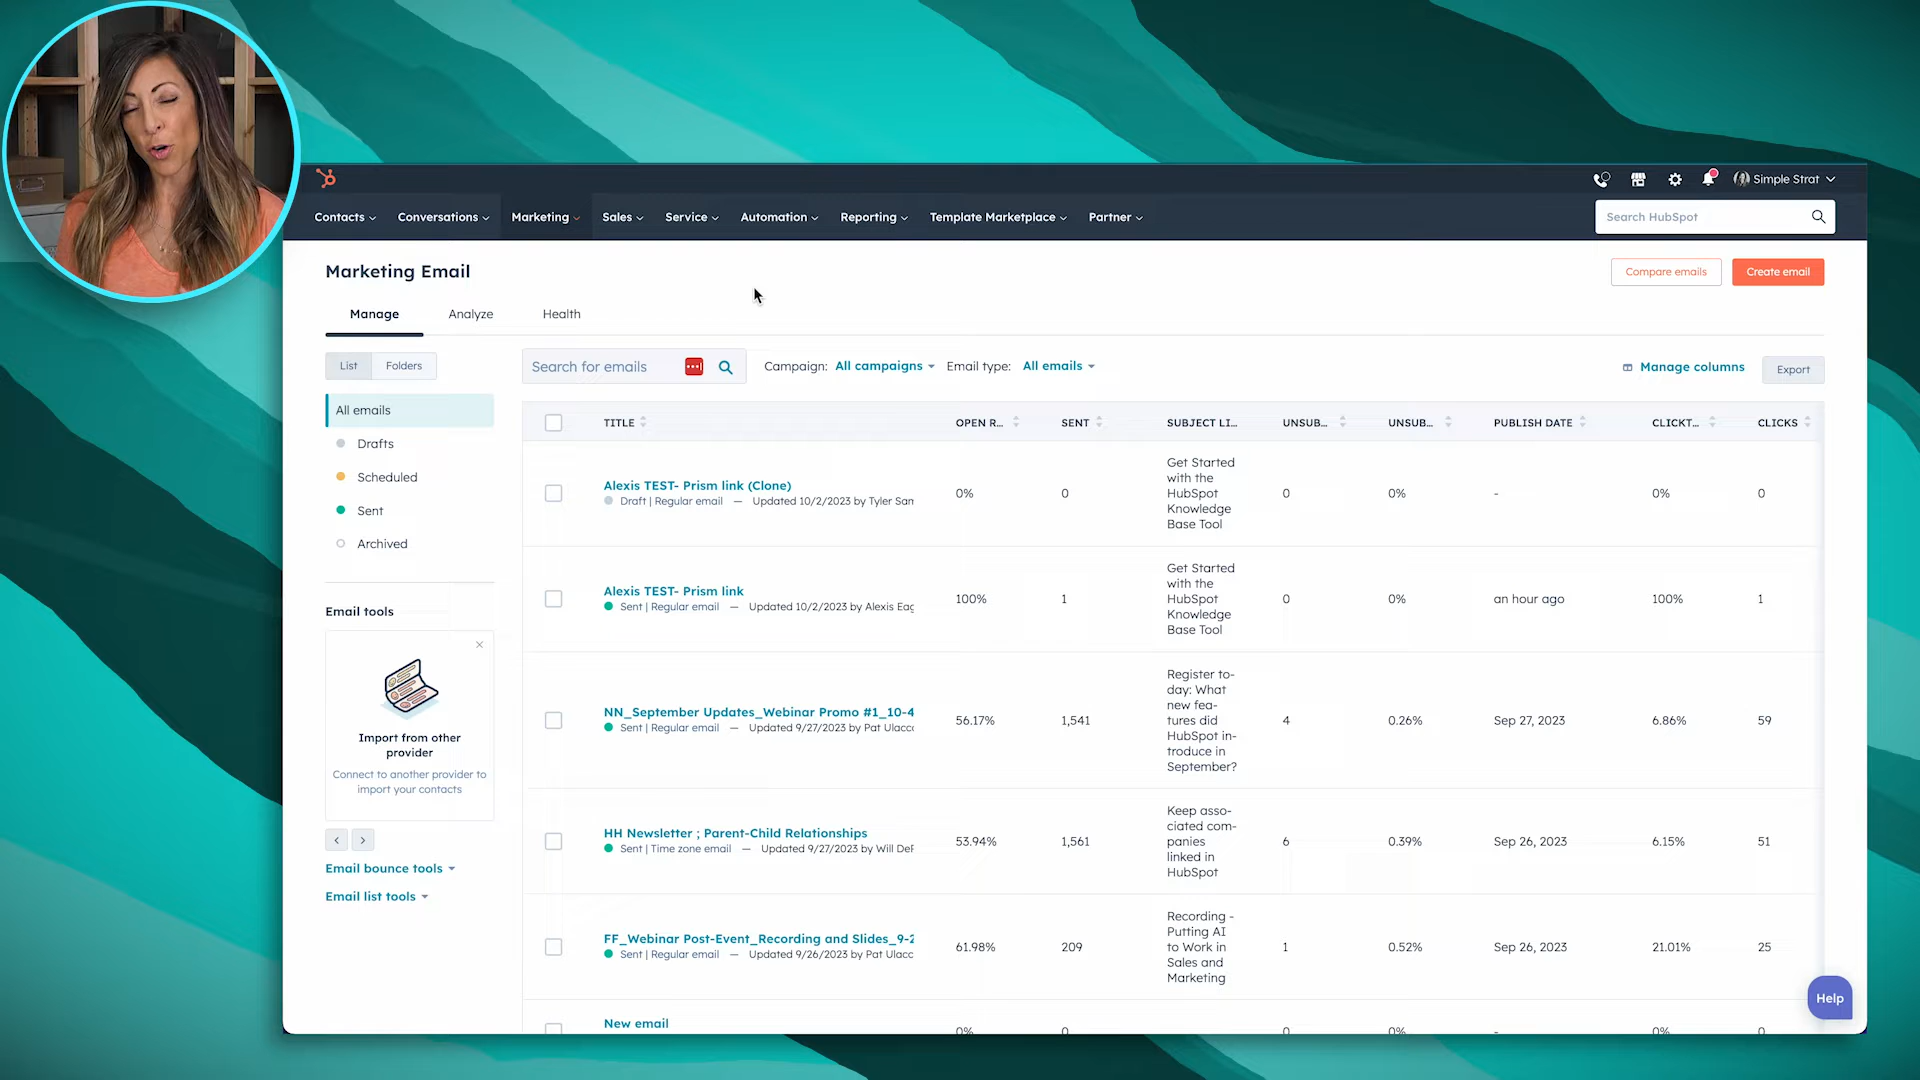 Simple Strat
Contacts
Conversations
Marketing
Sales
Service
Automation
Reporting
Template Marketplace
Partner
Search HubSpot
Marketing Email
Compare emails
Create email
Manage
Analyze
Health
List
Folders
Search for emails
Campaign: All campaigns
Email type: All emails
Manage columns
Export
All emails
Drafts
Scheduled
Sent
Archived
Email tools
Import from other
provider
Connect to another provider to
import your contacts
Email bounce tools
Email list tools
TITLE
OPEN R...
SENT
SUBJECT LI...
UNSUB...
UNSUB...
PUBLISH DATE
CLICKT...
CLICKS
Alexis TEST- Prism link (Clone)
Draft | Regular email — Updated 10/2/2023 by Tyler Sam
0%
0
Get Started
with the
HubSpot
Knowledge
Base Tool
0
0%
-
0%
0
Alexis TEST- Prism link
Sent | Regular email — Updated 10/2/2023 by Alexis Eag
100%
1
Get Started
with the
HubSpot
Knowledge
Base Tool
0
0%
an hour ago
100%
1
NN_September Updates_Webinar Promo #1_10-4
Sent | Regular email — Updated 9/27/2023 by Pat Ulacco
56.17%
1,541
Register to-
day: What
new fea-
tures did
HubSpot in-
troduce in
September?
4
0.26%
Sep 27, 2023
6.86%
59
HH Newsletter ; Parent-Child Relationships
Sent | Time zone email — Updated 9/27/2023 by Will DeF
53.94%
1,561
Keep asso-
ciated com-
panies
linked in
HubSpot
6
0.39%
Sep 26, 2023
6.15%
51
FF_Webinar Post-Event_Recording and Slides_9-2
Sent | Regular email — Updated 9/26/2023 by Pat Ulacc
61.98%
209
Recording -
Putting AI
to Work in
Sales and
Marketing
1
0.52%
Sep 26, 2023
21.01%
25
New email
0%
0
0
0%
-
0%
0
Help